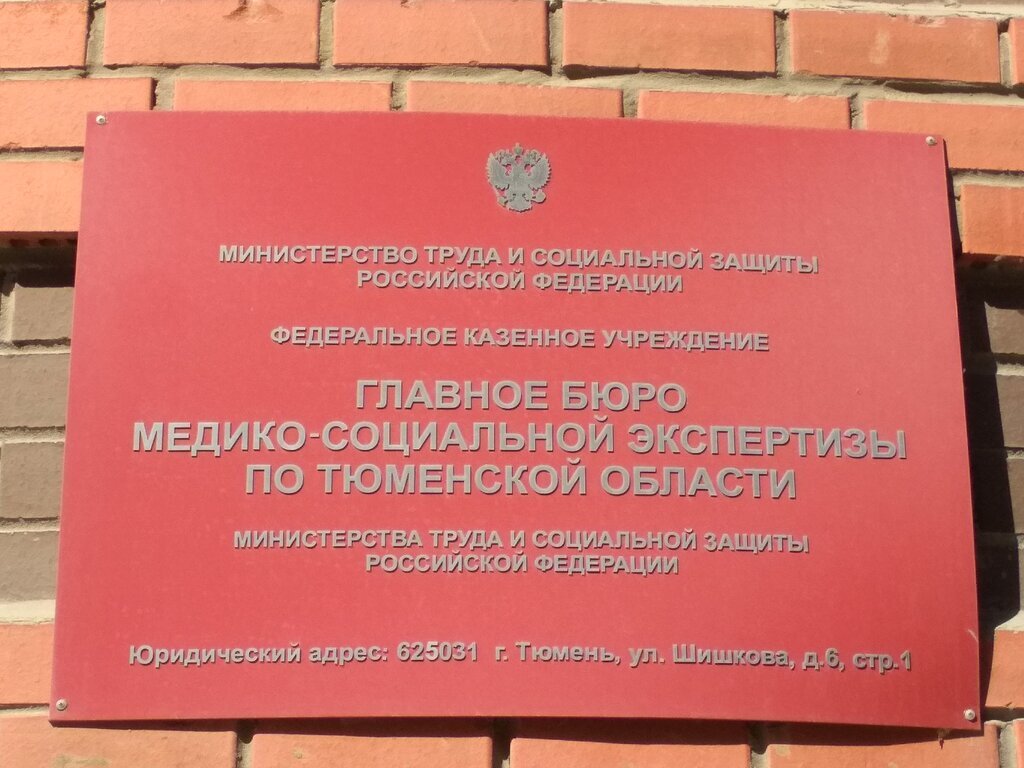 МИНИСТЕРСТВО ТРУДА И СОЦИАЛЬНОЙ ЗАЩИТЫ
РОССИЙСКОЙ ФЕДЕРАЦИИ
ФЕДЕРАЛЬНОЕ КАЗЕННОЕ УЧРЕЖДЕНИЕ
ГЛАВНОЕ БЮРО
МЕДИКО-СОЦИАЛЬНОЙ ЭКСПЕРТИЗЫ
ПО ТЮМЕНСКОЙ ОБЛАСТИ
МИНИСТЕРСТВА ТРУДА И СОЦИАЛЬНОЙ ЗАЩИТЫ
РОССИЙСКОЙ ФЕДЕРАЦИИ
Юридический адрес: 625031 г. Тюмень, ул. Шишкова, д.6, стр.1